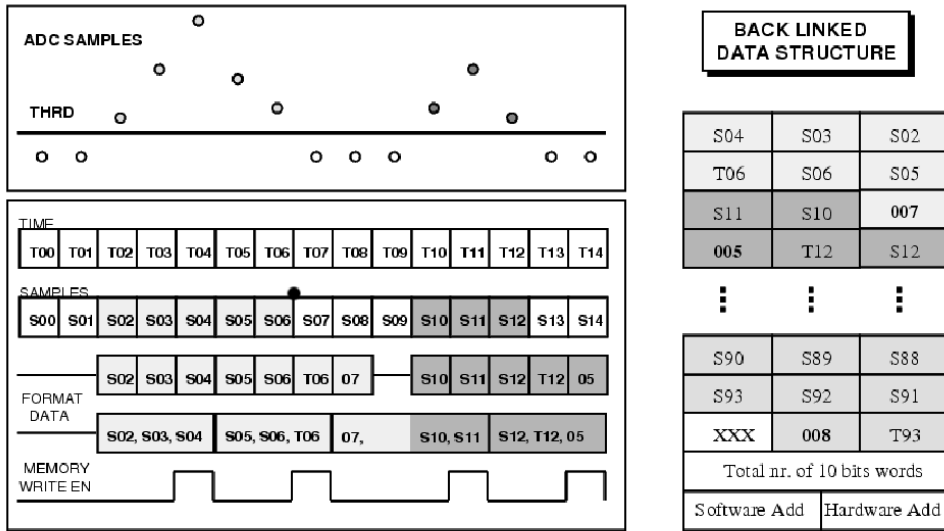 ADC SAMPLES
THRD
TIME
T00 T01 T02 T03 T04 T05 T06 T07 T08 T09 T10 T11 T12 T13 T14
SAMPLES
S00 S01 S02 S03 S04 S05 S06 S07 S08 S09 S10 S11 S12 S13 S14
S02 S03 S04 S05 S06 T06 07 S10 S11 S12 T12 05
FORMAT
DATA
S02, S03, S04 S05, S06, T06 07, S10, S11 S12, T12, 05
MEMORY
WRITE EN
BACK LINKED
DATA STRUCTURE
S04 S03 S02
T06 S06 S05
S11 S10 007
005 T12 S12
S90 S89 S88
S93 S92 S91
XXX 008 T93
Total nr. of 10 bits words
Software Add Hardware Add